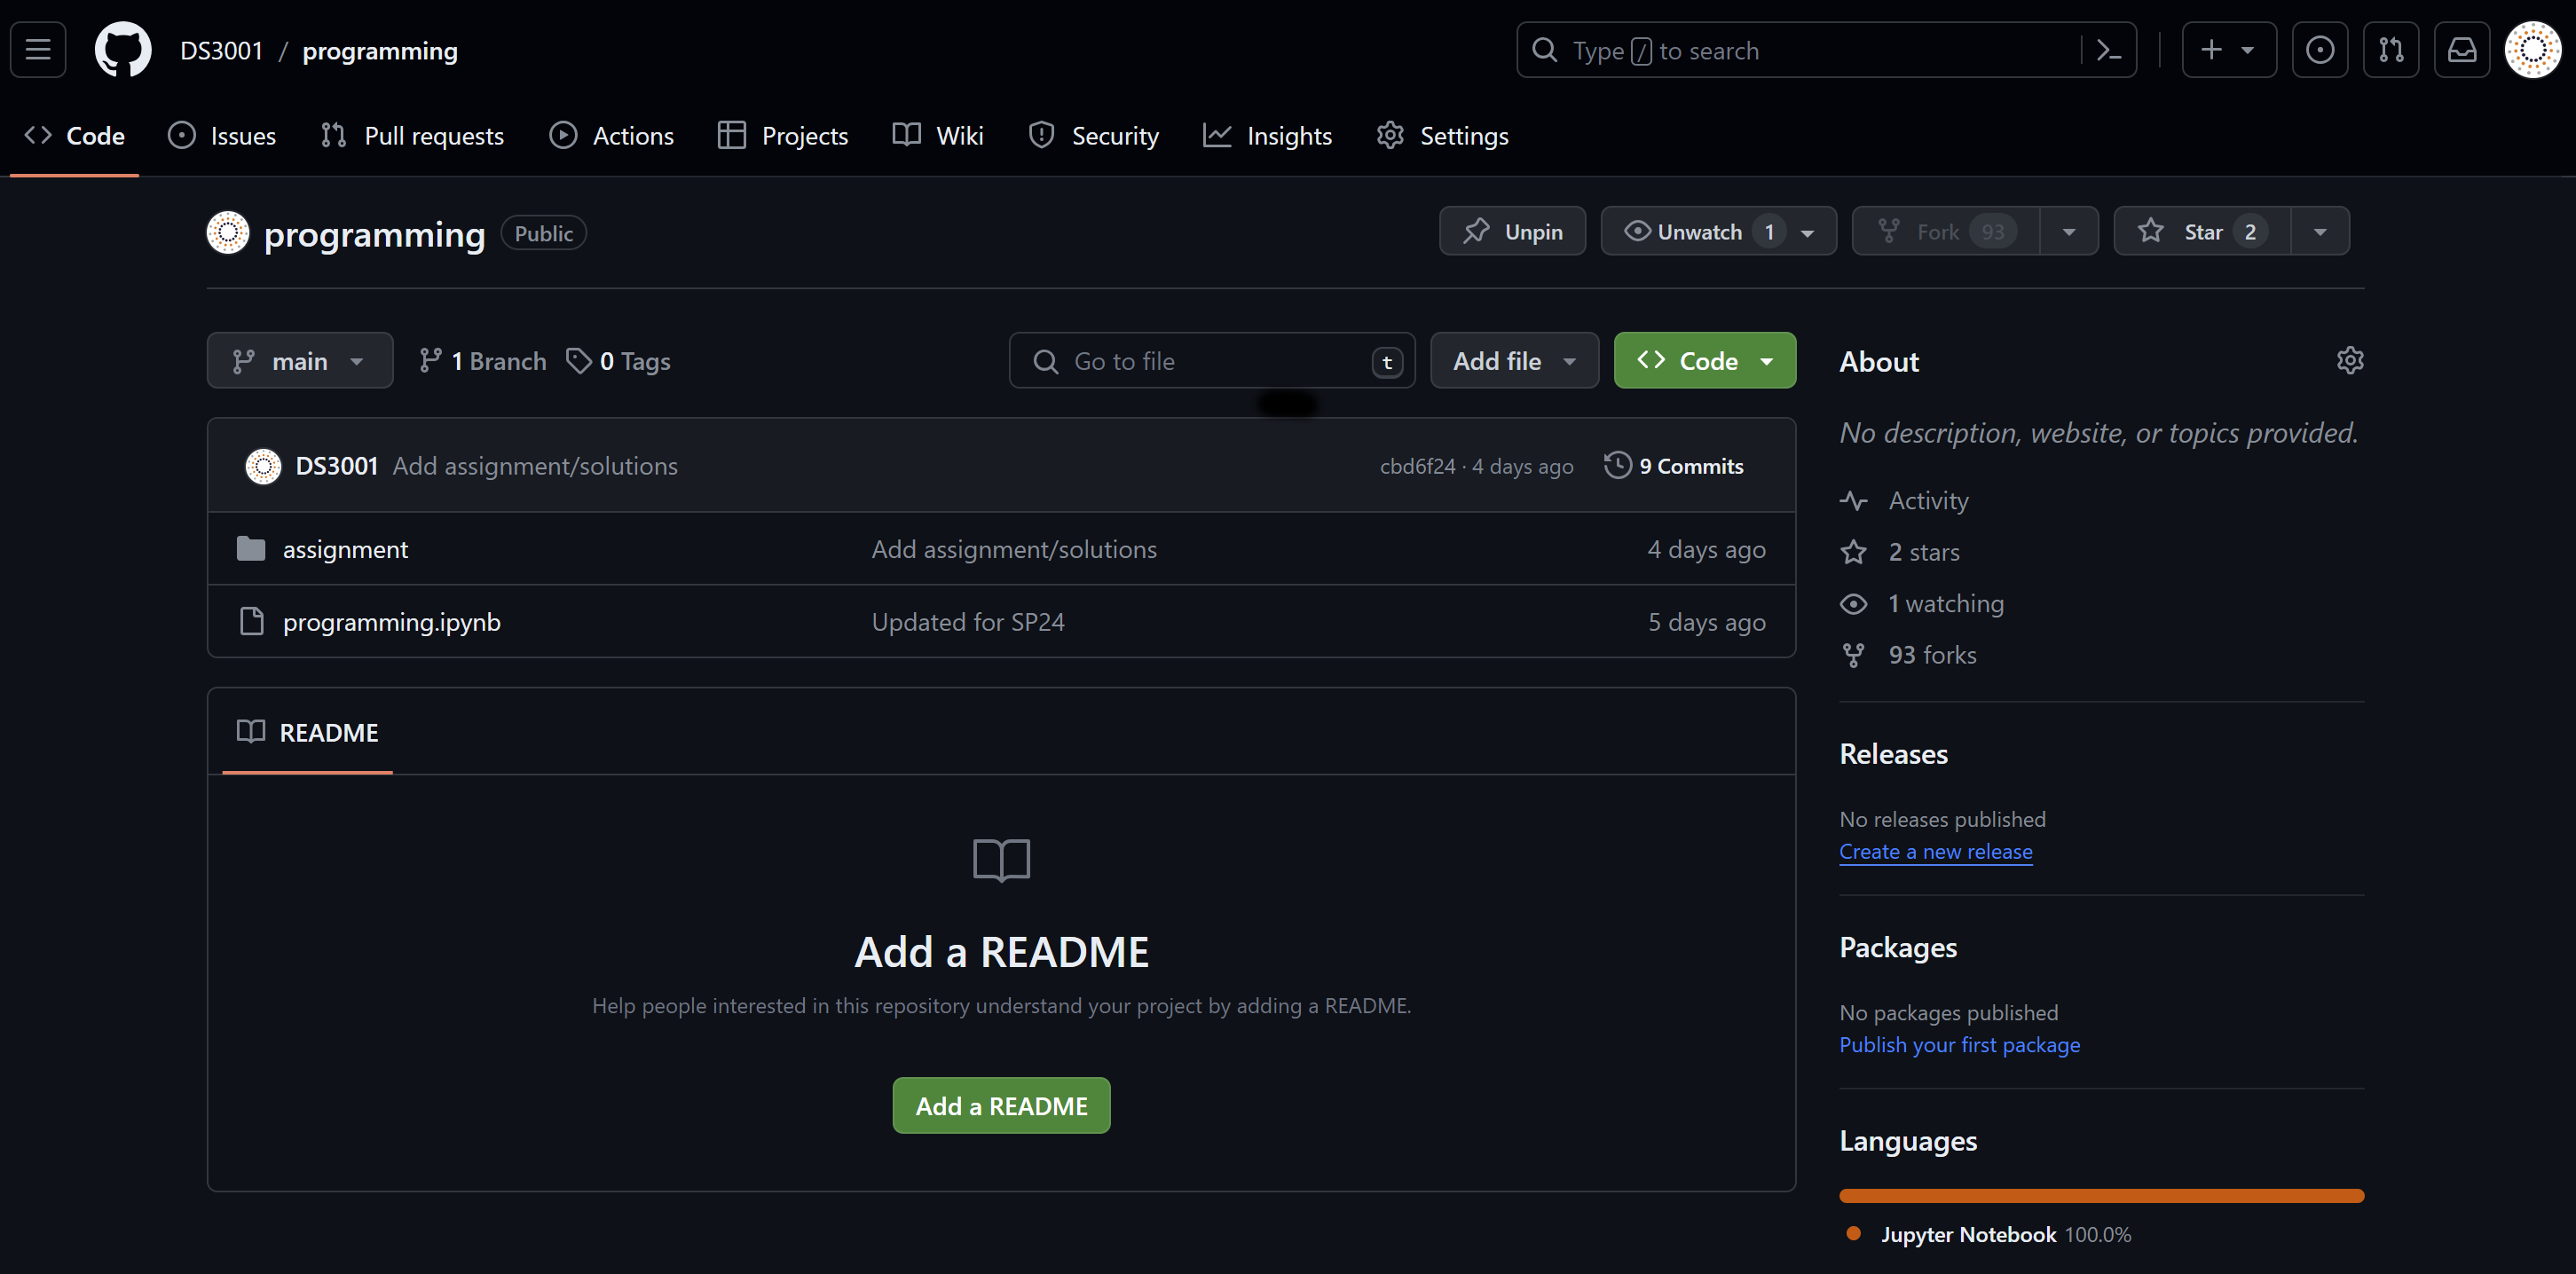 DS3001 / programming
Type / to search
Code Issues Pull requests Actions Projects Wiki Security Insights Settings
programming Public
Unpin Unwatch 1 Fork 93 Star 2
main 1 Branch 0 Tags Go to file t Add file Code
About
No description, website, or topics provided.
DS3001 Add assignment/solutions cbd6f24 · 4 days ago 9 Commits
assignment Add assignment/solutions 4 days ago
programming.ipynb Updated for SP24 5 days ago
Activity
2 stars
1 watching
93 forks
README
Add a README
Help people interested in this repository understand your project by adding a README.
Add a README
Releases
No releases published
Create a new release
Packages
No packages published
Publish your first package
Languages
Jupyter Notebook 100.0%